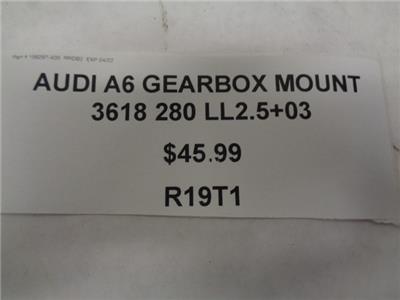 AUDI A6 GEARBOX MOUNT
3618 280 LL2.5+03
$45.99
R19T1